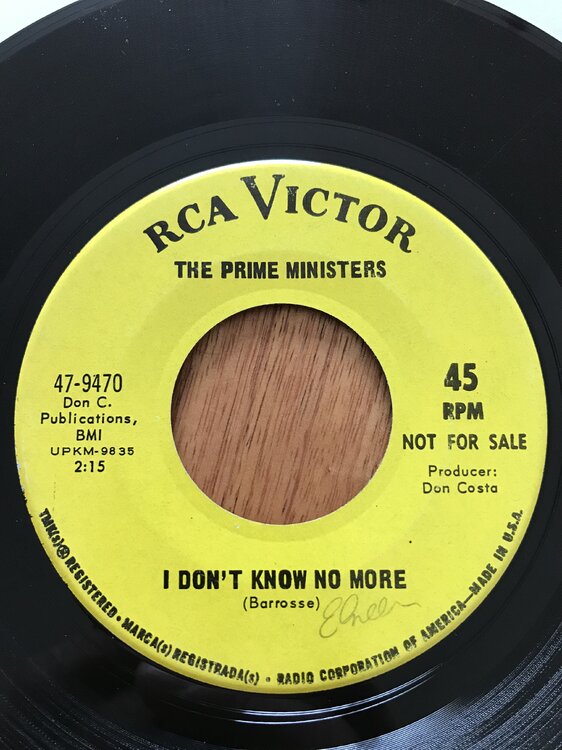 RCA VICTOR
THE PRIME MINISTERS
47-9470
Don C.
Publications,
BMI
UPKM-9835
2:15
45
RPM
NOT FOR SALE
Producer:
Don Costa
I DON'T KNOW NO MORE
(Barrosse)
TMK(s) ® REGISTERED • MARCA(s) REGISTRADA(s) • RADIO CORPORATION OF AMERICA—MADE IN U.S.A.